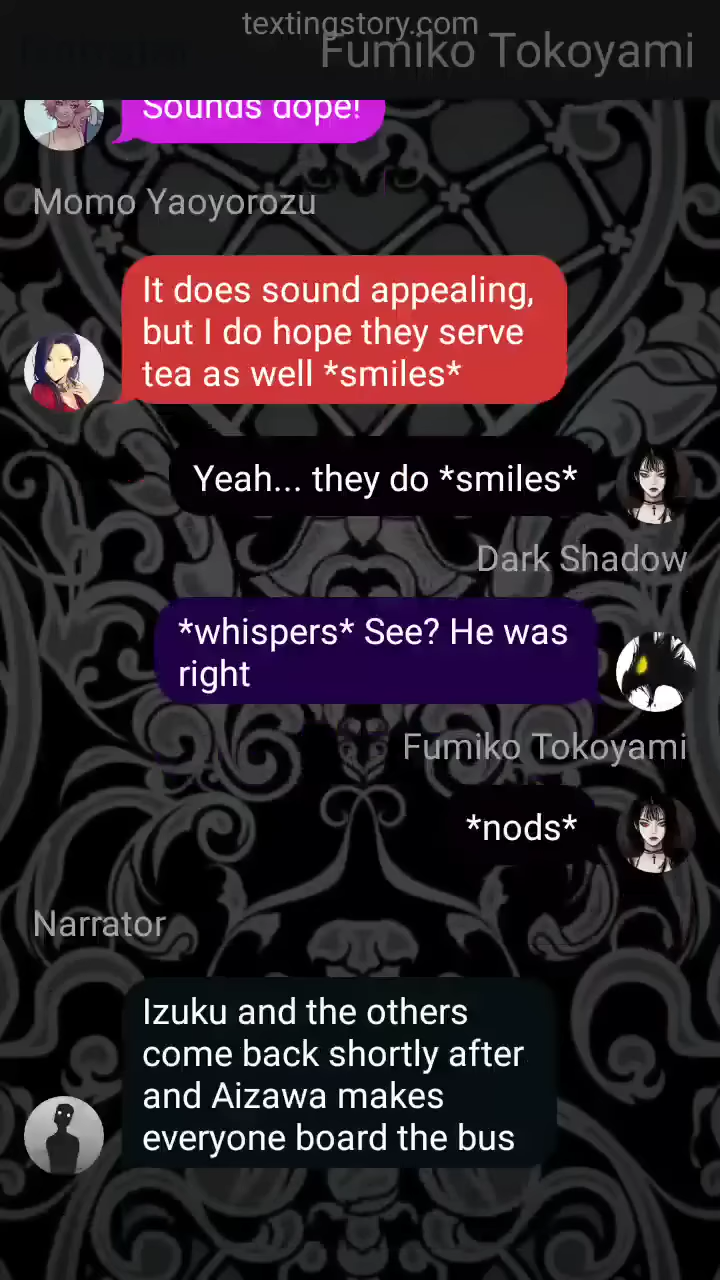 textingstory.com
Fumiko Tokoyami
Sounds dope!
Momo Yaoyorozu
It does sound appealing,
but I do hope they serve
tea as well *smiles*
Yeah... they do *smiles*
Dark Shadow
*whispers* See? He was
right
Fumiko Tokoyami
*nods*
Narrator
Izuku and the others
come back shortly after
and Aizawa makes
everyone board the bus